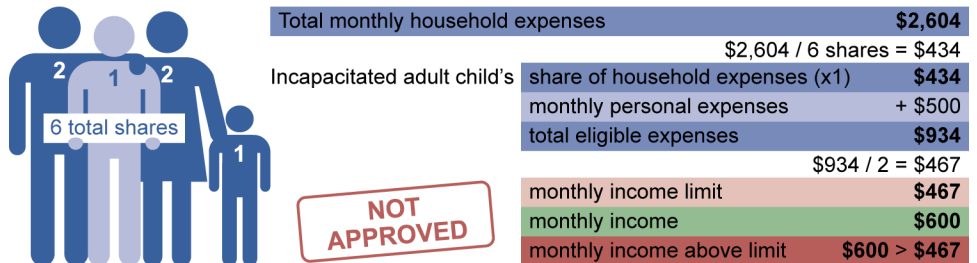 2
1
2
6 total shares
1
Total monthly household expenses $2,604
$2,604 / 6 shares = $434
Incapacitated adult child's share of household expenses (x1) $434
monthly personal expenses + $500
total eligible expenses $934
$934 / 2 = $467
monthly income limit $467
monthly income $600
monthly income above limit $600 > $467
NOT
APPROVED